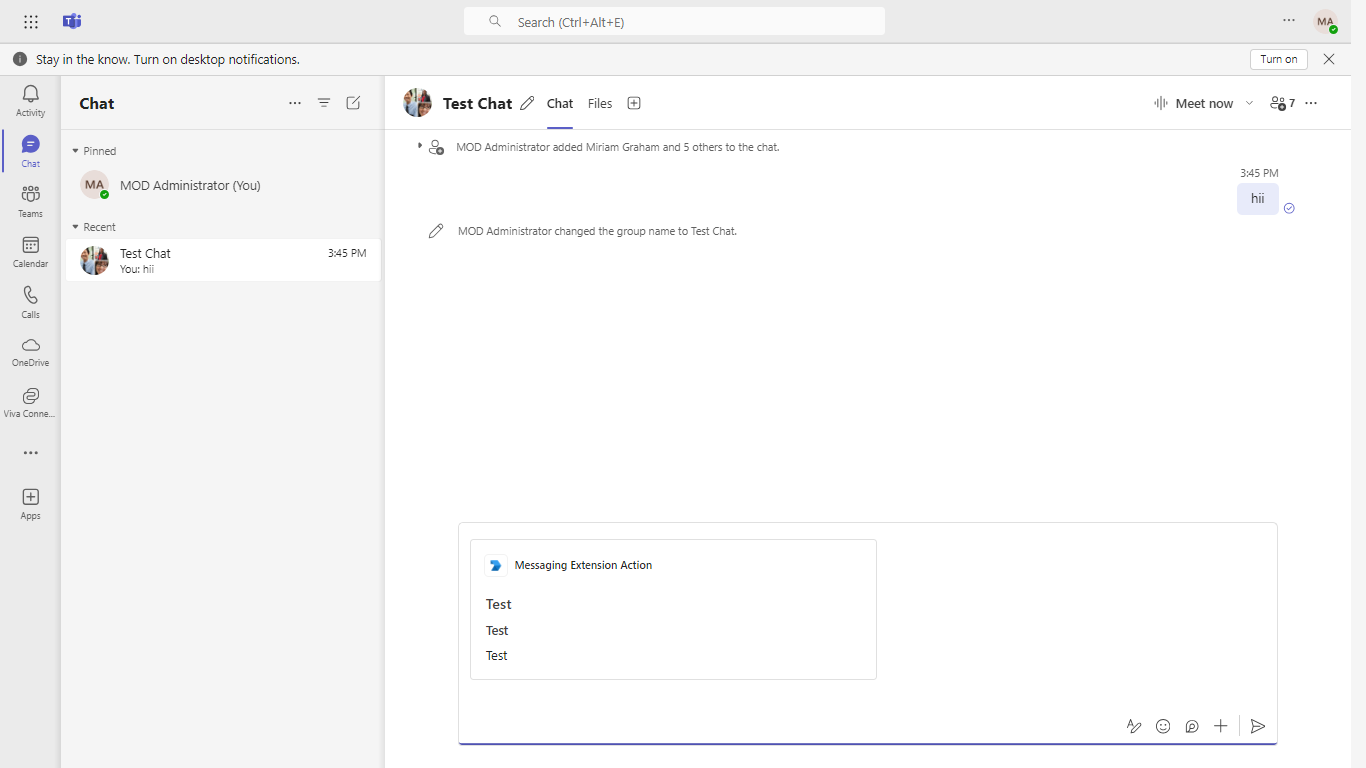 Search (Ctrl+Alt+E)
MA
Stay in the know. Turn on desktop notifications.
Turn on
Activity
Chat
Teams
Calendar
Calls
OneDrive
Viva Conne...
Apps
Chat
Pinned
MA
MOD Administrator (You)
Recent
Test Chat 3:45 PM
You: hii
Test Chat Chat Files Meet now 7
MOD Administrator added Miriam Graham and 5 others to the chat.
3:45 PM
hii
MOD Administrator changed the group name to Test Chat.
Messaging Extension Action
Test
Test
Test